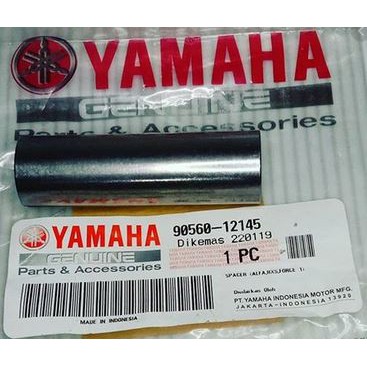 YAMAHA
GENUINE
Parts & Accessories
YAMAHA
GENUINE
Parts & Accessories
MADE IN INDONESIA
90560-12145
Dikemas 220119
1 PC
SPACER (ALFA,RXS,FORCE 1)
Diedarkan Oleh
PT.YAMAHA INDONESIA MOTOR MFG.
JAKARTA-INDONESIA 13920